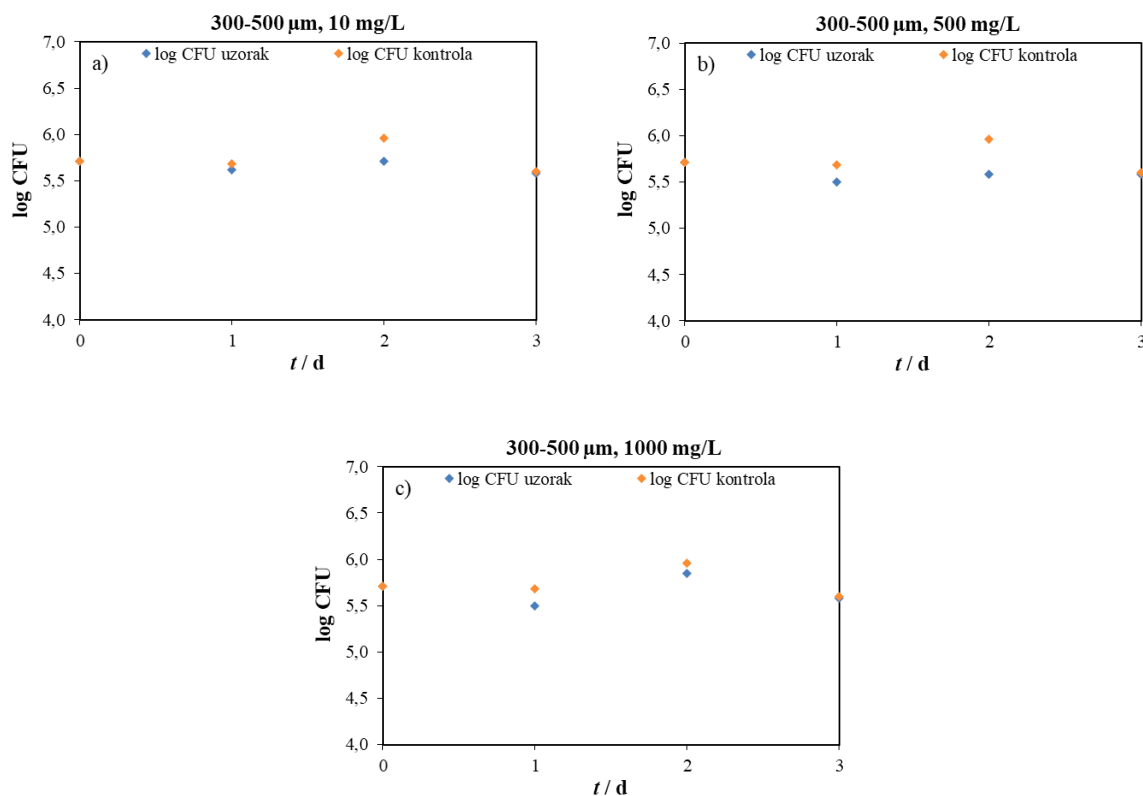 300-500 µm, 10 mg/L
a)
log CFU uzorak
log CFU kontrola
7,0
6,5
6,0
5,5
5,0
4,5
4,0
log CFU
0 1 2 3
t / d
300-500 µm, 500 mg/L
b)
log CFU uzorak
log CFU kontrola
7,0
6,5
6,0
5,5
5,0
4,5
4,0
log CFU
0 1 2 3
t / d
300-500 µm, 1000 mg/L
c)
log CFU uzorak
log CFU kontrola
7,0
6,5
6,0
5,5
5,0
4,5
4,0
log CFU
0 1 2 3
t / d